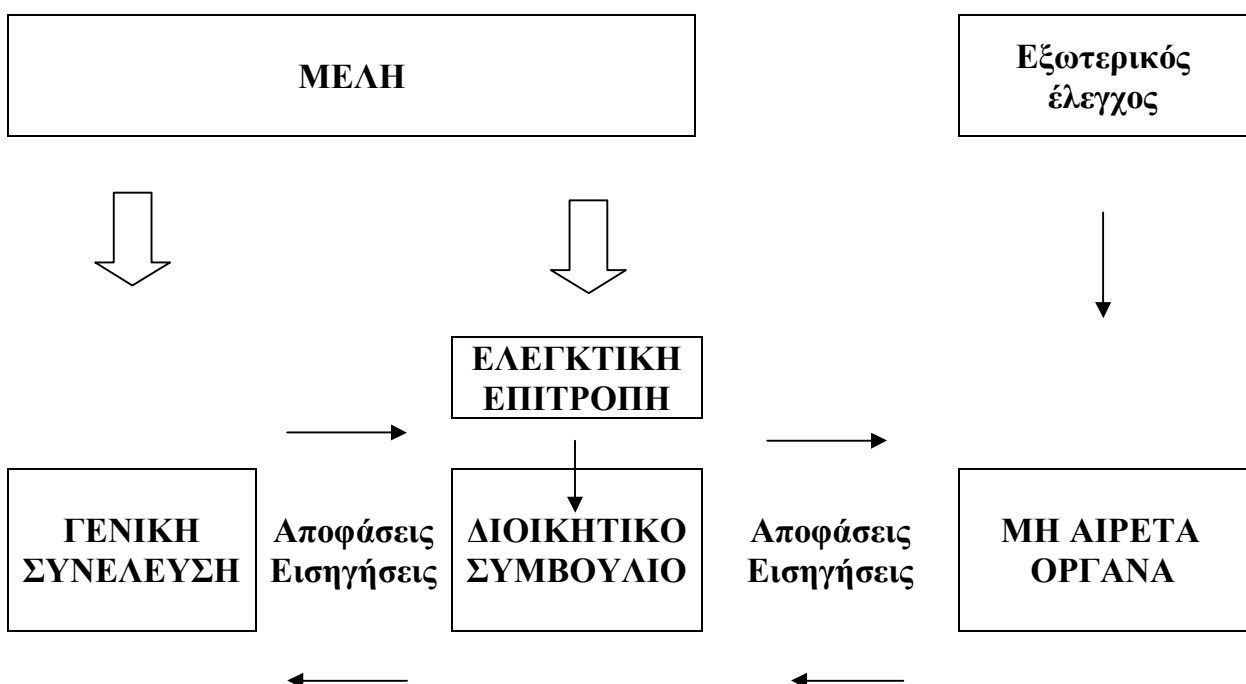 ΜΕΛΗ
Εξωτερικός
έλεγχος
ΕΛΕΓΚΤΙΚΗ
ΕΠΙΤΡΟΠΗ
ΓΕΝΙΚΗ
ΣΥΝΕΛΕΥΣΗ
Αποφάσεις
Εισηγήσεις
ΔΙΟΙΚΗΤΙΚΟ
ΣΥΜΒΟΥΛΙΟ
Αποφάσεις
Εισηγήσεις
ΜΗ ΑΙΡΕΤΑ
ΟΡΓΑΝΑ